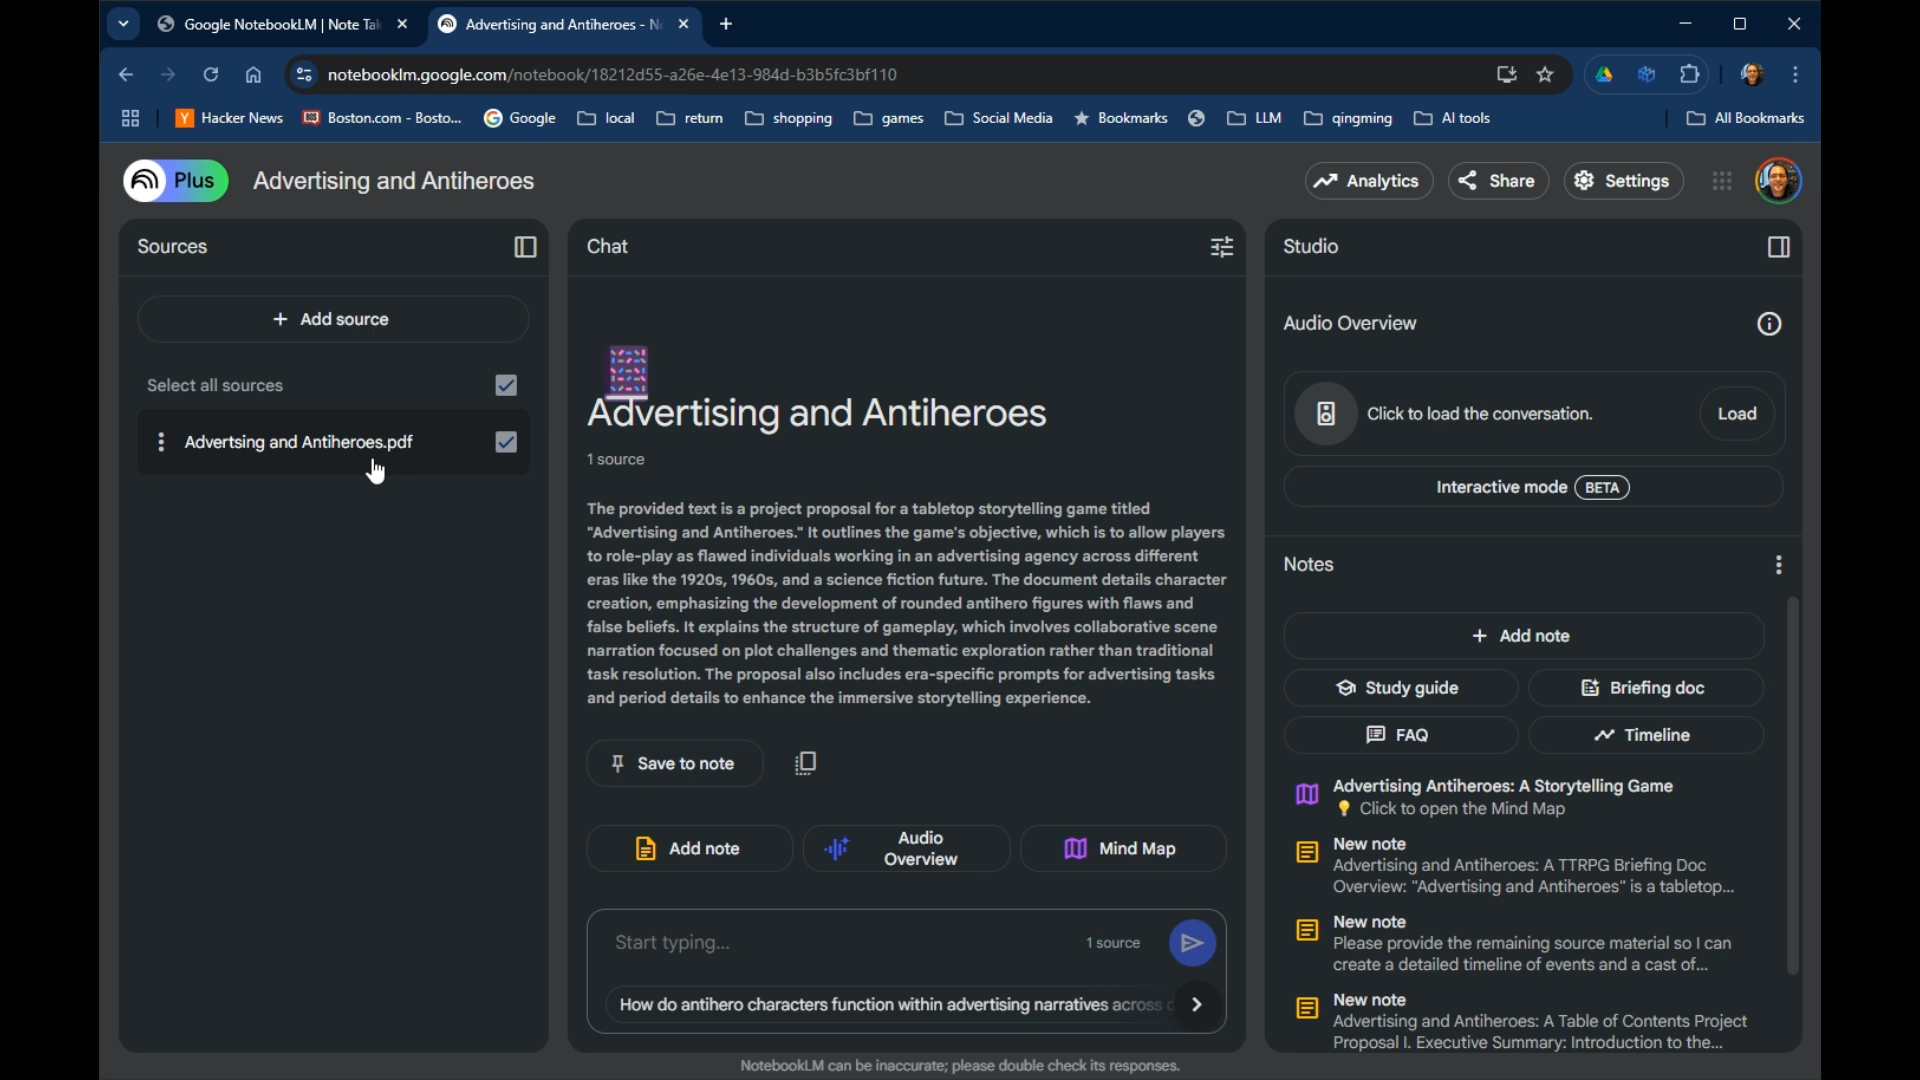 Google NotebookLM | Note Tak
Advertising and Antiheroes - No
notebooklm.google.com/notebook/18212d55-a26e-4e13-984d-b3b5fc3bf110
Hacker News
Boston.com - Bosto...
Google
local
return
shopping
games
Social Media
Bookmarks
LLM
qingming
AI tools
All Bookmarks
Plus
Advertising and Antiheroes
Analytics
Share
Settings
Sources
+ Add source
Select all sources
Advertsing and Antiheroes.pdf
Chat
Advertising and Antiheroes
1 source
The provided text is a project proposal for a tabletop storytelling game titled
"Advertising and Antiheroes." It outlines the game's objective, which is to allow players
to role-play as flawed individuals working in an advertising agency across different
eras like the 1920s, 1960s, and a science fiction future. The document details character
creation, emphasizing the development of rounded antihero figures with flaws and
false beliefs. It explains the structure of gameplay, which involves collaborative scene
narration focused on plot challenges and thematic exploration rather than traditional
task resolution. The proposal also includes era-specific prompts for advertising tasks
and period details to enhance the immersive storytelling experience.
Save to note
Add note
Audio
Overview
Mind Map
Start typing...
1 source
How do antihero characters function within advertising narratives across
Studio
Audio Overview
Click to load the conversation.
Load
Interactive mode BETA
Notes
+ Add note
Study guide
Briefing doc
FAQ
Timeline
Advertising Antiheroes: A Storytelling Game
Click to open the Mind Map
New note
Advertising and Antiheroes: A TTRPG Briefing Doc
Overview: "Advertising and Antiheroes" is a tabletop...
New note
Please provide the remaining source material so I can
create a detailed timeline of events and a cast of...
New note
Advertising and Antiheroes: A Table of Contents Project
Proposal I. Executive Summary: Introduction to the...
NotebookLM can be inaccurate; please double check its responses.